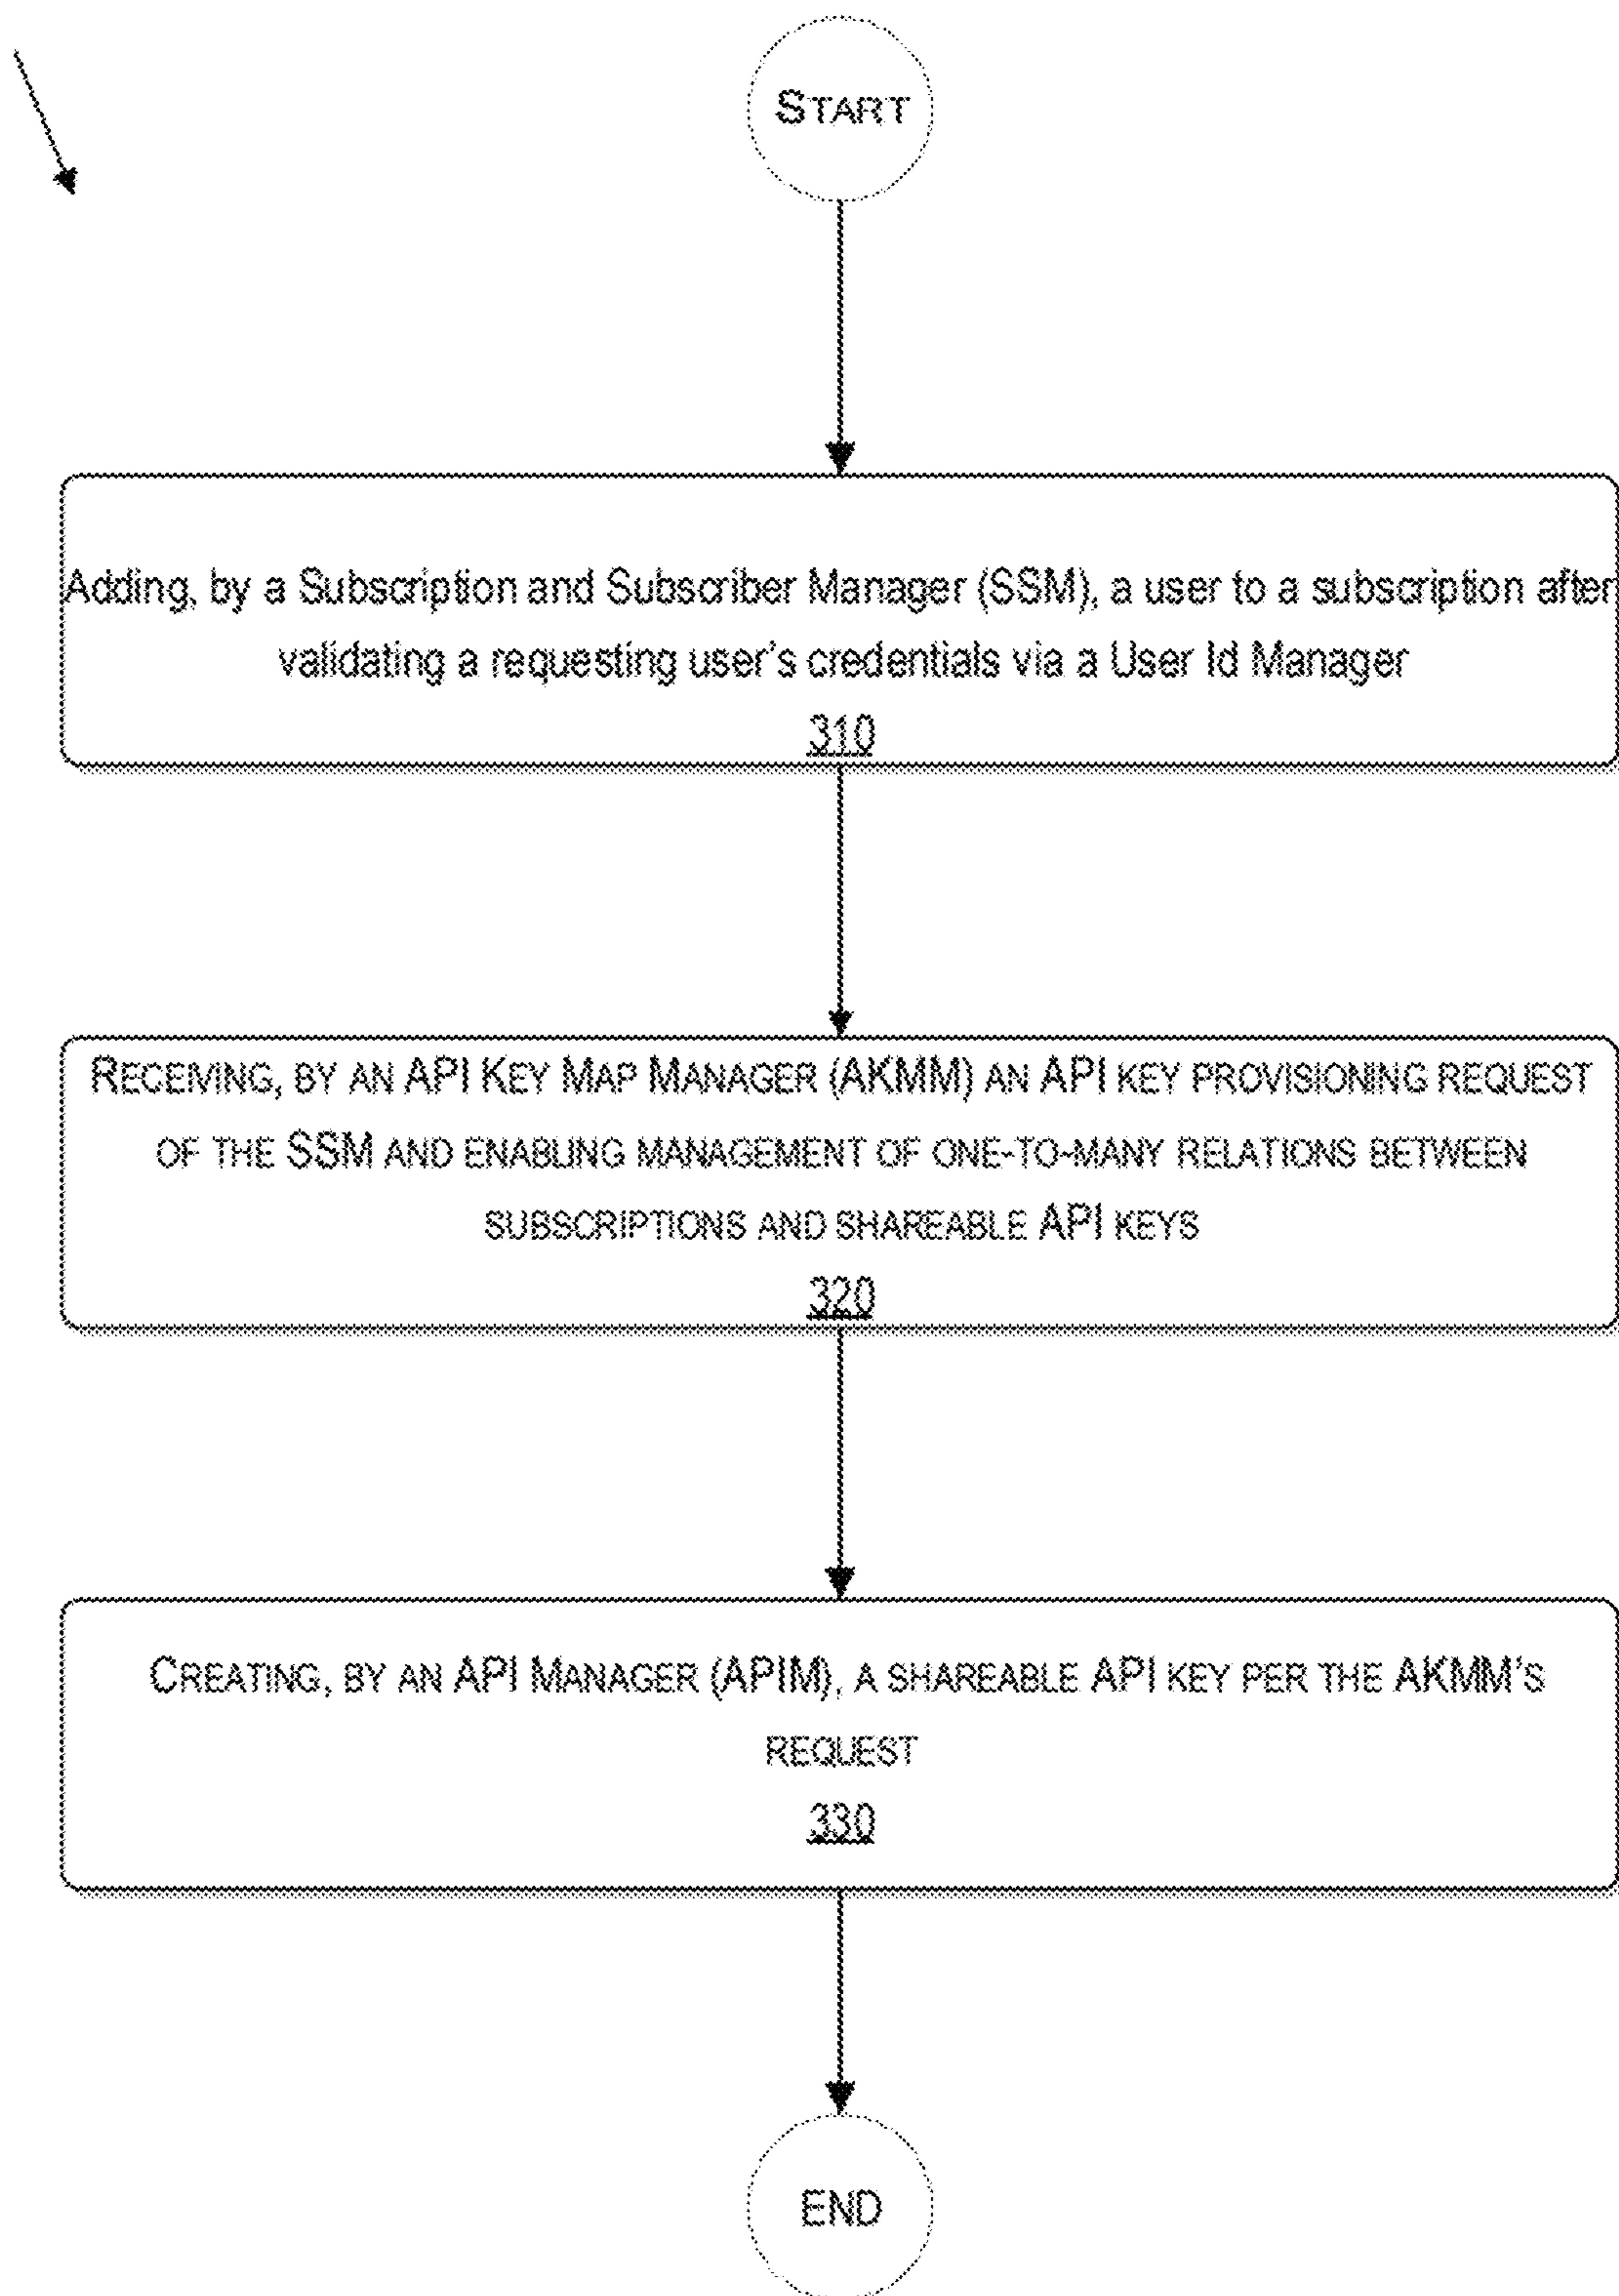 START
Adding, by a Subscription and Subscriber Manager (SSM), a user to a subscription after
validating a requesting user's credentials via a User Id Manager
310
RECEIVING, BY AN API KEY MAP MANAGER (AKMM) AN API KEY PROVISIONING REQUEST
OF THE SSM AND ENABLING MANAGEMENT OF ONE-TO-MANY RELATIONS BETWEEN
SUBSCRIPTIONS AND SHAREABLE API KEYS
320
CREATING, BY AN API MANAGER (APIM), A SHAREABLE API KEY PER THE AKMM'S
REQUEST
330
END